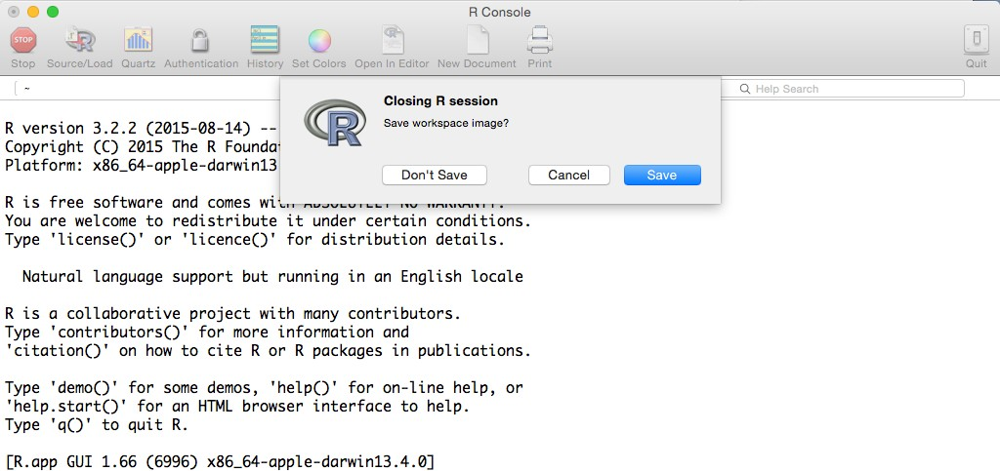 R Console
STOP
Stop Source/Load Quartz Authentication History Set Colors Open In Editor New Document Print Quit
~
Help Search
Closing R session
Save workspace image?
Don't Save Cancel Save
R version 3.2.2 (2015-08-14) --
Copyright (C) 2015 The R Founda
Platform: x86_64-apple-darwin13
R is free software and comes with ABSOLUTELY NO WARRANTY.
You are welcome to redistribute it under certain conditions.
Type 'license()' or 'licence()' for distribution details.
Natural language support but running in an English locale
R is a collaborative project with many contributors.
Type 'contributors()' for more information and
'citation()' on how to cite R or R packages in publications.
Type 'demo()' for some demos, 'help()' for on-line help, or
'help.start()' for an HTML browser interface to help.
Type 'q()' to quit R.
[R.app GUI 1.66 (6996) x86_64-apple-darwin13.4.0]